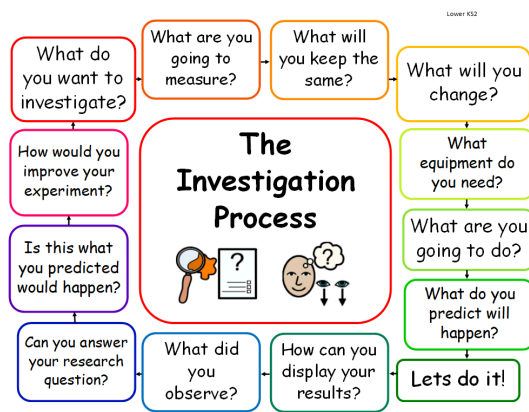 Lower KS2
What do
you want to
investigate?
What are you
going to
measure?
What will
you keep the
same?
What will you
change?
What
equipment do
you need?
What are you
going to do?
What do you
predict will
happen?
Lets do it!
How can you
display your
results?
What did
you
observe?
Can you answer
your research
question?
Is this what
you predicted
would happen?
How would you
improve your
experiment?
The
Investigation
Process
?
?